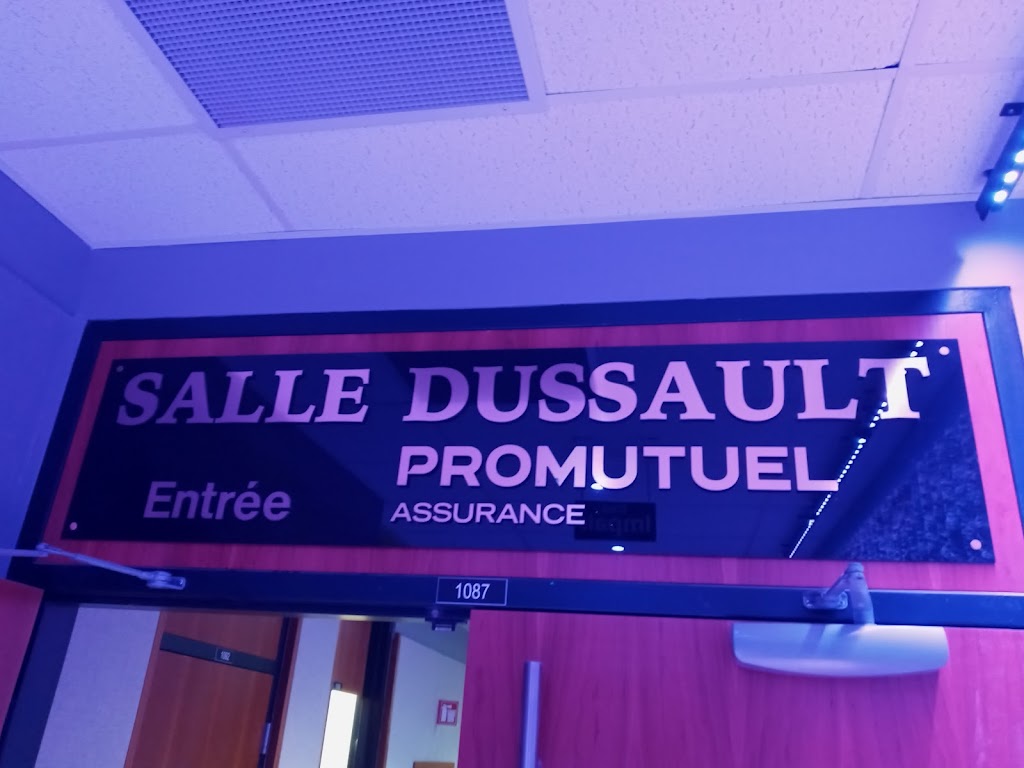 SALLE DUSSAULT
PROMUTUEL
Entrée
ASSURANCE
1087